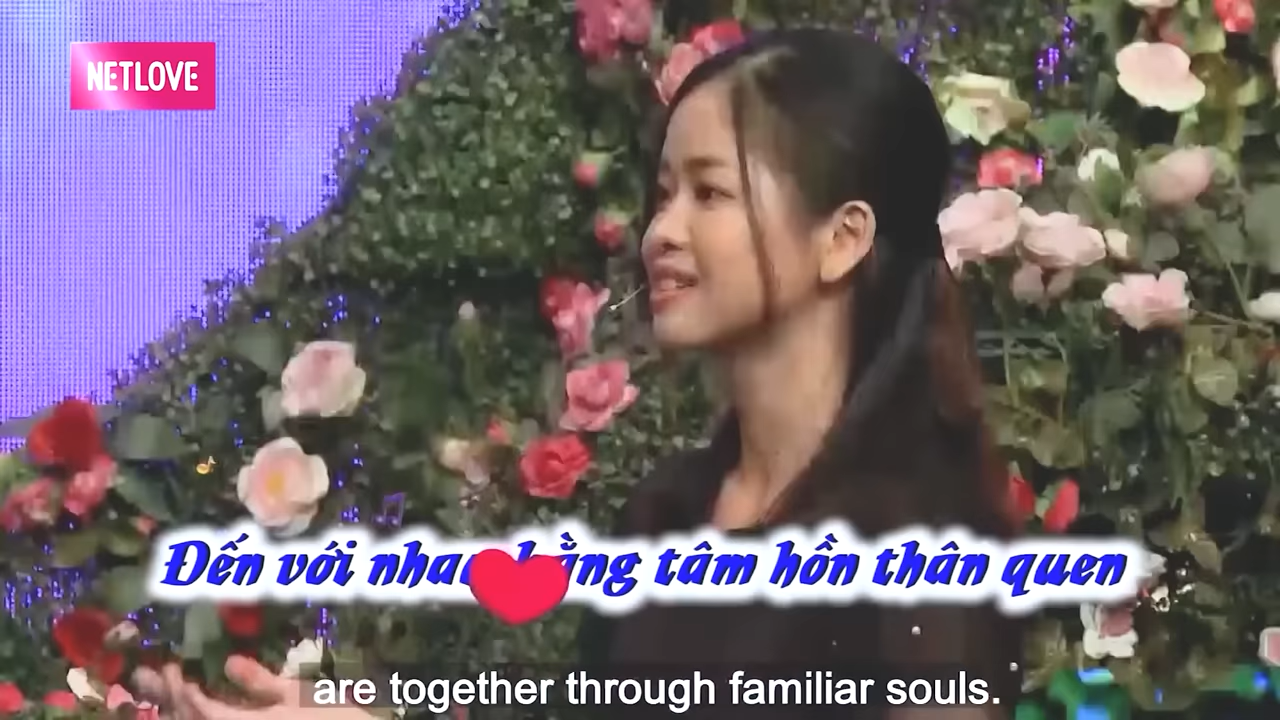 NETLOVE
Đến với nhau bằng tâm hồn thân quen
are together through familiar souls.